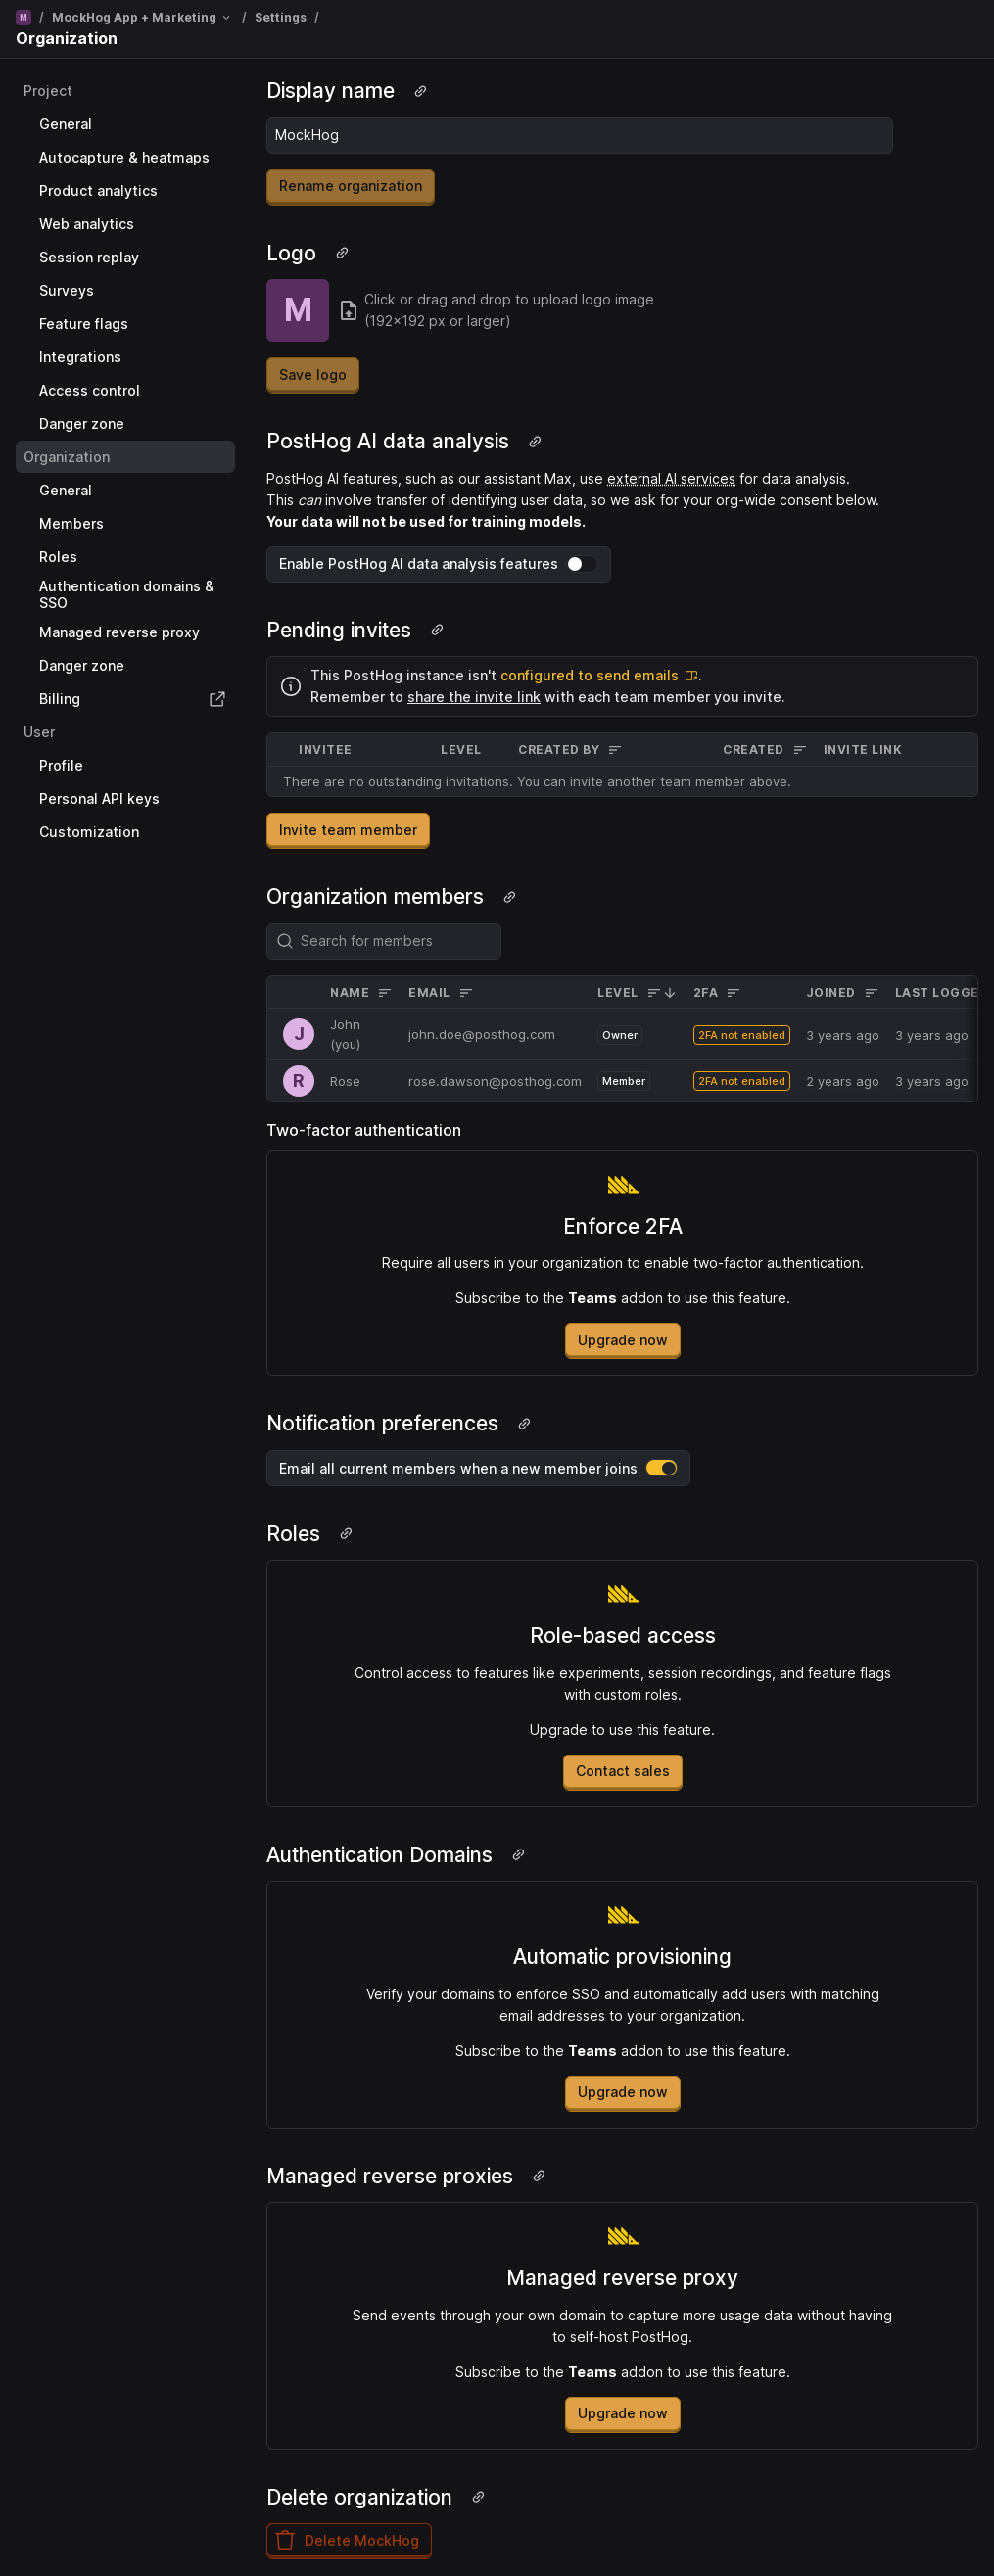 M / MockHog App + Marketing / Settings /
Organization
Project
General
Autocapture & heatmaps
Product analytics
Web analytics
Session replay
Surveys
Feature flags
Integrations
Access control
Danger zone
Organization
General
Members
Roles
Authentication domains &
SSO
Managed reverse proxy
Danger zone
Billing
User
Profile
Personal API keys
Customization
Display name
MockHog
Rename organization
Logo
M
Click or drag and drop to upload logo image
(192×192 px or larger)
Save logo
PostHog AI data analysis
PostHog AI features, such as our assistant Max, use external AI services for data analysis.
This can involve transfer of identifying user data, so we ask for your org-wide consent below.
Your data will not be used for training models.
Enable PostHog AI data analysis features
Pending invites
This PostHog instance isn't configured to send emails .
Remember to share the invite link with each team member you invite.
INVITEE LEVEL CREATED BY CREATED INVITE LINK
There are no outstanding invitations. You can invite another team member above.
Invite team member
Organization members
Search for members
NAME EMAIL LEVEL 2FA JOINED LAST LOGGE
J John (you) john.doe@posthog.com Owner 2FA not enabled 3 years ago 3 years ago
R Rose rose.dawson@posthog.com Member 2FA not enabled 2 years ago 3 years ago
Two-factor authentication
Enforce 2FA
Require all users in your organization to enable two-factor authentication.
Subscribe to the Teams addon to use this feature.
Upgrade now
Notification preferences
Email all current members when a new member joins
Roles
Role-based access
Control access to features like experiments, session recordings, and feature flags
with custom roles.
Upgrade to use this feature.
Contact sales
Authentication Domains
Automatic provisioning
Verify your domains to enforce SSO and automatically add users with matching
email addresses to your organization.
Subscribe to the Teams addon to use this feature.
Upgrade now
Managed reverse proxies
Managed reverse proxy
Send events through your own domain to capture more usage data without having
to self-host PostHog.
Subscribe to the Teams addon to use this feature.
Upgrade now
Delete organization
Delete MockHog